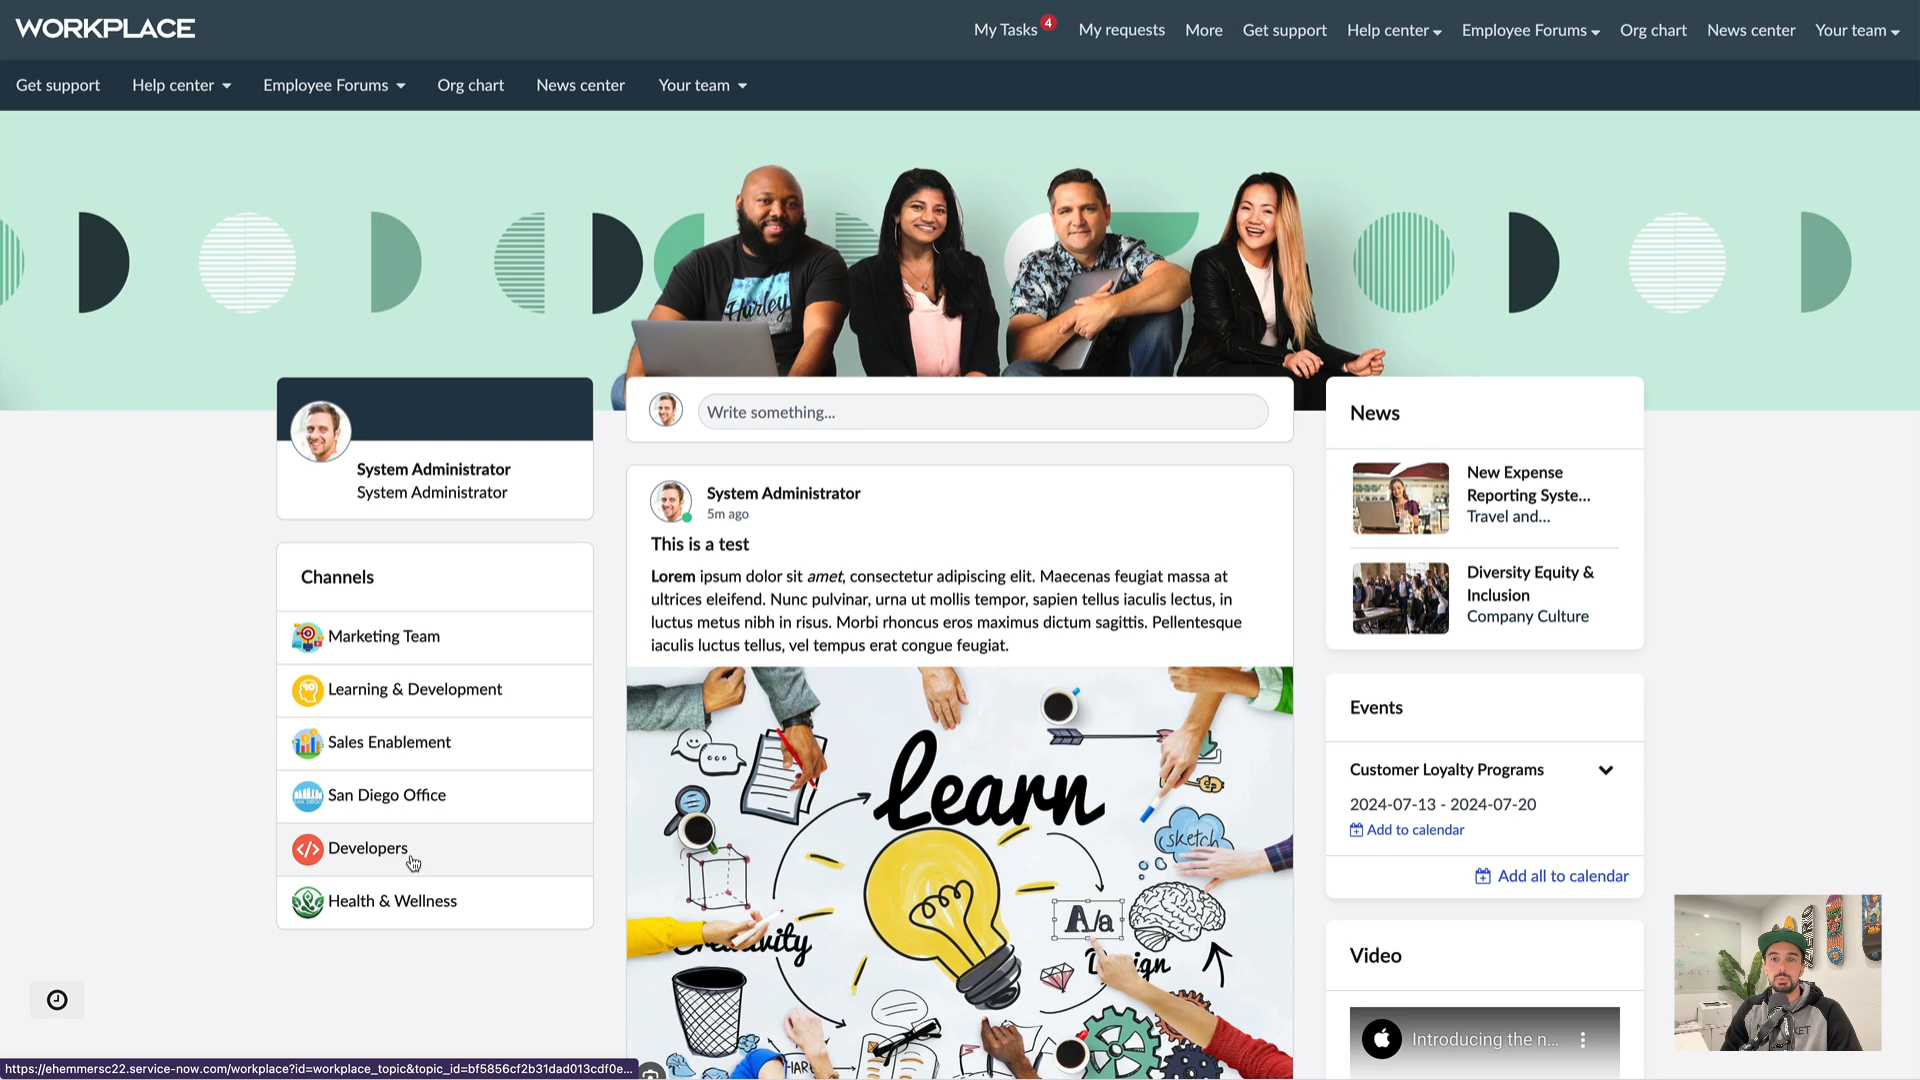 WORKPLACE
My Tasks 4 My requests More Get support Help center Employee Forums Org chart News center Your team
Get support Help center Employee Forums Org chart News center Your team
Hurley
System Administrator
System Administrator
Channels
Marketing Team
Learning & Development
Sales Enablement
San Diego Office
Developers
Health & Wellness
Write something...
System Administrator
5m ago
This is a test
Lorem ipsum dolor sit amet, consectetur adipiscing elit. Maecenas feugiat massa at
ultrices eleifend. Nunc pulvinar, urna ut mollis tempor, sapien tellus iaculis lectus, in
luctus metus nibh in risus. Morbi rhoncus eros maximus dictum sagittis. Pellentesque
iaculis luctus tellus, vel tempus erat congue feugiat.
Learn
sketch
A/a
News
New Expense
Reporting Syste...
Travel and...
Diversity Equity &
Inclusion
Company Culture
Events
Customer Loyalty Programs
2024-07-13 - 2024-07-20
Add to calendar
Add all to calendar
Video
Introducing the n...
https://ehemmersc22.service-now.com/workplace?id=workplace_topic&topic_id=bf5856cf2b31dad013cdf0e...